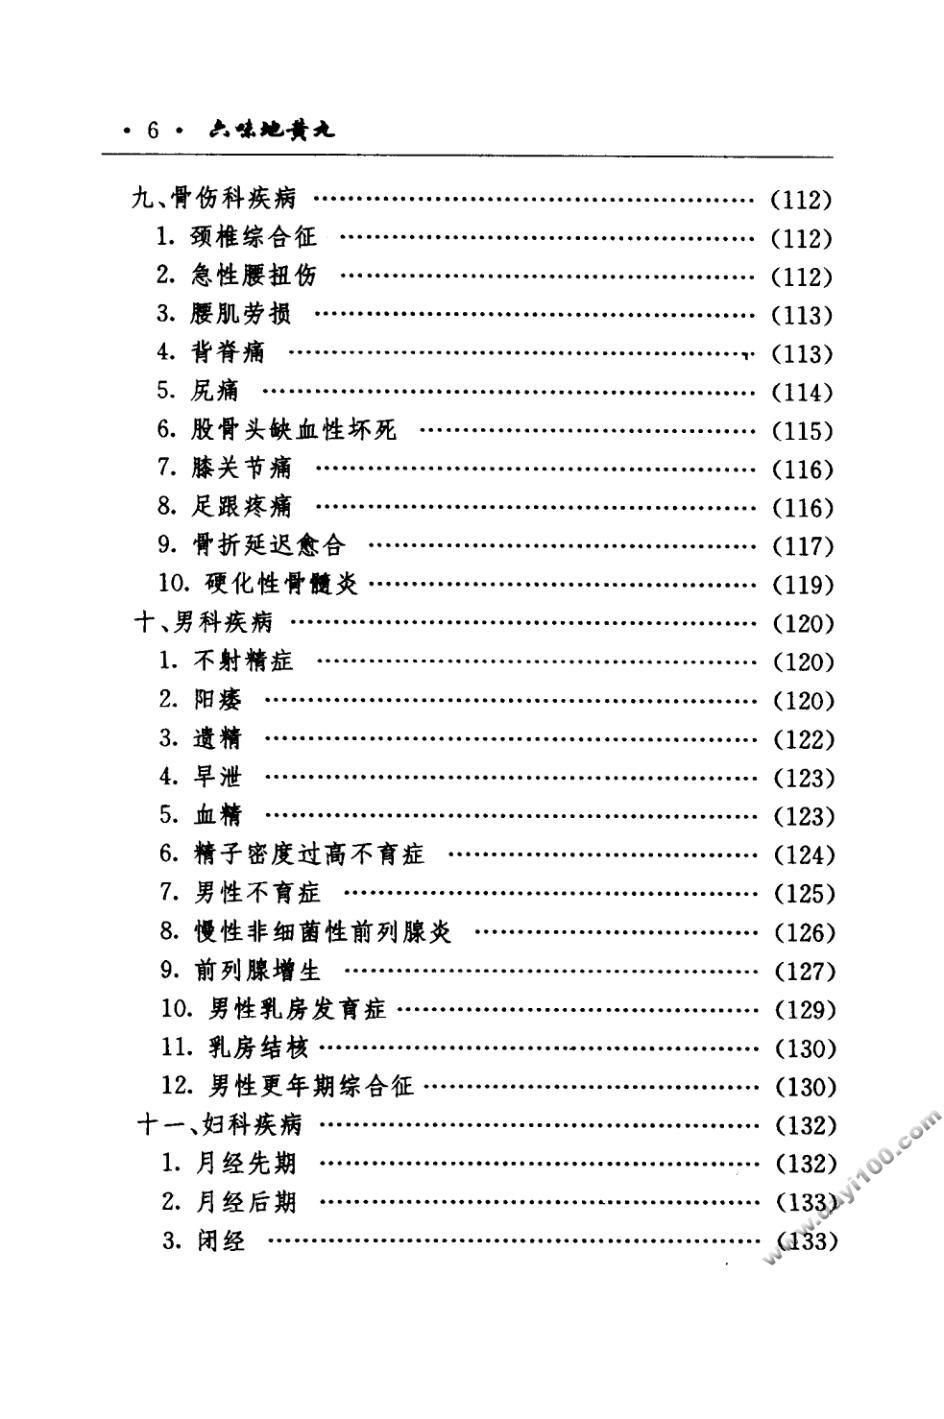 · 6 · 六味地黄丸
九、骨伤科疾病 ………………………………………… (112)
1. 颈椎综合征 ……………………………………… (112)
2. 急性腰扭伤 ……………………………………… (112)
3. 腰肌劳损 ………………………………………… (113)
4. 背脊痛 …………………………………………… (113)
5. 尻痛 ……………………………………………… (114)
6. 股骨头缺血性坏死 ……………………………… (115)
7. 膝关节痛 ………………………………………… (116)
8. 足跟疼痛 ………………………………………… (116)
9. 骨折延迟愈合 …………………………………… (117)
10. 硬化性骨髓炎 …………………………………… (119)
十、男科疾病 …………………………………………… (120)
1. 不射精症 ………………………………………… (120)
2. 阳痿 ……………………………………………… (120)
3. 遗精 ……………………………………………… (122)
4. 早泄 ……………………………………………… (123)
5. 血精 ……………………………………………… (123)
6. 精子密度过高不育症 …………………………… (124)
7. 男性不育症 ……………………………………… (125)
8. 慢性非细菌性前列腺炎 ………………………… (126)
9. 前列腺增生 ……………………………………… (127)
10. 男性乳房发育症 ………………………………… (129)
11. 乳房结核 ………………………………………… (130)
12. 男性更年期综合征 ……………………………… (130)
十一、妇科疾病 ………………………………………… (132)
1. 月经先期 ………………………………………… (132)
2. 月经后期 ………………………………………… (133)
3. 闭经 ……………………………………………… (133)
www.dayi100.com